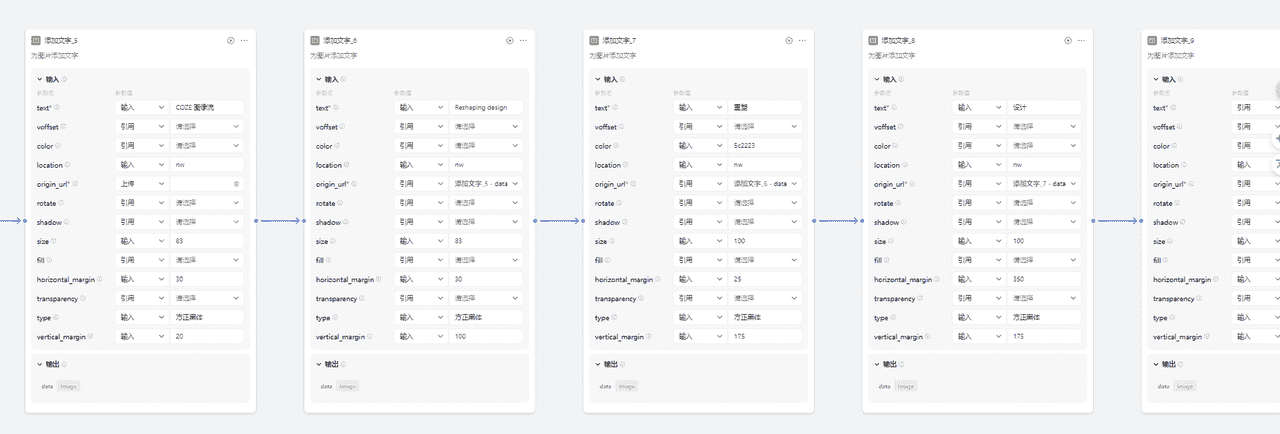 添加文字_5
为图片添加文字
输入
参数名 参数值
text* 输入 COZE 图像流
voffset 引用 请选择
color 引用 请选择
location 输入 nw
origin_url* 上传
rotate 引用 请选择
shadow 引用 请选择
size 输入 83
fill 引用 请选择
horizontal_margin 输入 30
transparency 引用 请选择
type 输入 方正黑体
vertical_margin 输入 20
输出
data Image
添加文字_6
为图片添加文字
输入
参数名 参数值
text* 输入 Reshaping design
voffset 引用 请选择
color 引用 请选择
location 输入 nw
origin_url* 引用 添加文字_5 - data
rotate 引用 请选择
shadow 引用 请选择
size 输入 83
fill 引用 请选择
horizontal_margin 输入 30
transparency 引用 请选择
type 输入 方正黑体
vertical_margin 输入 100
输出
data Image
添加文字_7
为图片添加文字
输入
参数名 参数值
text* 输入 重塑
voffset 引用 请选择
color 引用 5c2223
location 输入 nw
origin_url* 引用 添加文字_6 - data
rotate 引用 请选择
shadow 引用 请选择
size 输入 100
fill 引用 请选择
horizontal_margin 输入 25
transparency 引用 请选择
type 输入 方正黑体
vertical_margin 输入 175
输出
data Image
添加文字_8
为图片添加文字
输入
参数名 参数值
text* 输入 设计
voffset 引用 请选择
color 引用 请选择
location 输入 nw
origin_url* 引用 添加文字_7 - data
rotate 引用 请选择
shadow 引用 请选择
size 输入 100
fill 引用 请选择
horizontal_margin 输入 350
transparency 引用 请选择
type 输入 方正黑体
vertical_margin 输入 175
输出
data Image
添加文字_9
为图片添加文字
输入
参数名 参数值
text* 引用
voffset 引用
color 引用
location 输入
origin_url* 引用
rotate 引用
shadow 引用
size 输入
fill 引用
horizontal_margin 输入
transparency 引用
type 输入
vertical_margin 输入
输出
data Image